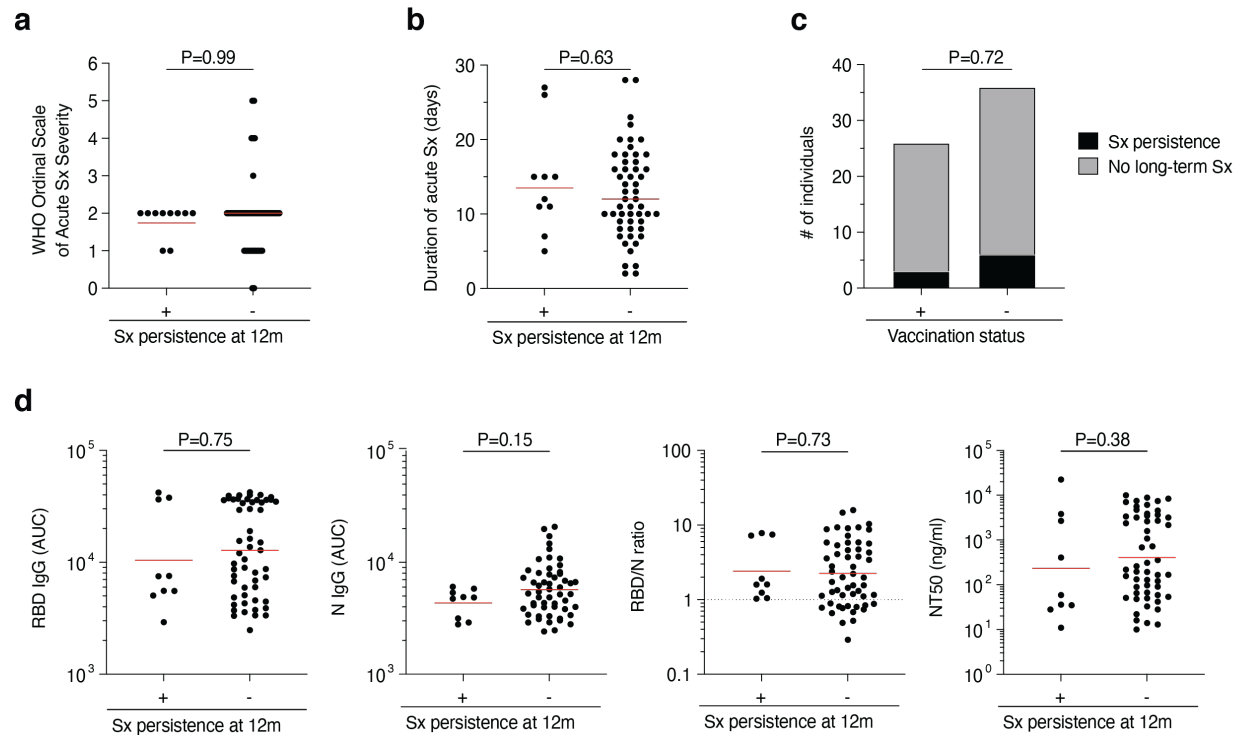 a
P=0.99
WHO Ordinal Scale
of Acute Sx Severity
6
5
4
3
2
1
0
+ -
Sx persistence at 12m
b
P=0.63
Duration of acute Sx (days)
30
20
10
0
+ -
Sx persistence at 12m
c
P=0.72
# of individuals
40
30
20
10
0
+ -
Vaccination status
Sx persistence
No long-term Sx
d
P=0.75
RBD IgG (AUC)
10^5
10^4
10^3
+ -
Sx persistence at 12m
P=0.15
N IgG (AUC)
10^5
10^4
10^3
+ -
Sx persistence at 12m
P=0.73
RBD/N ratio
100
10
1
0.1
+ -
Sx persistence at 12m
P=0.38
NT50 (ng/ml)
10^5
10^4
10^3
10^2
10^1
10^0
+ -
Sx persistence at 12m